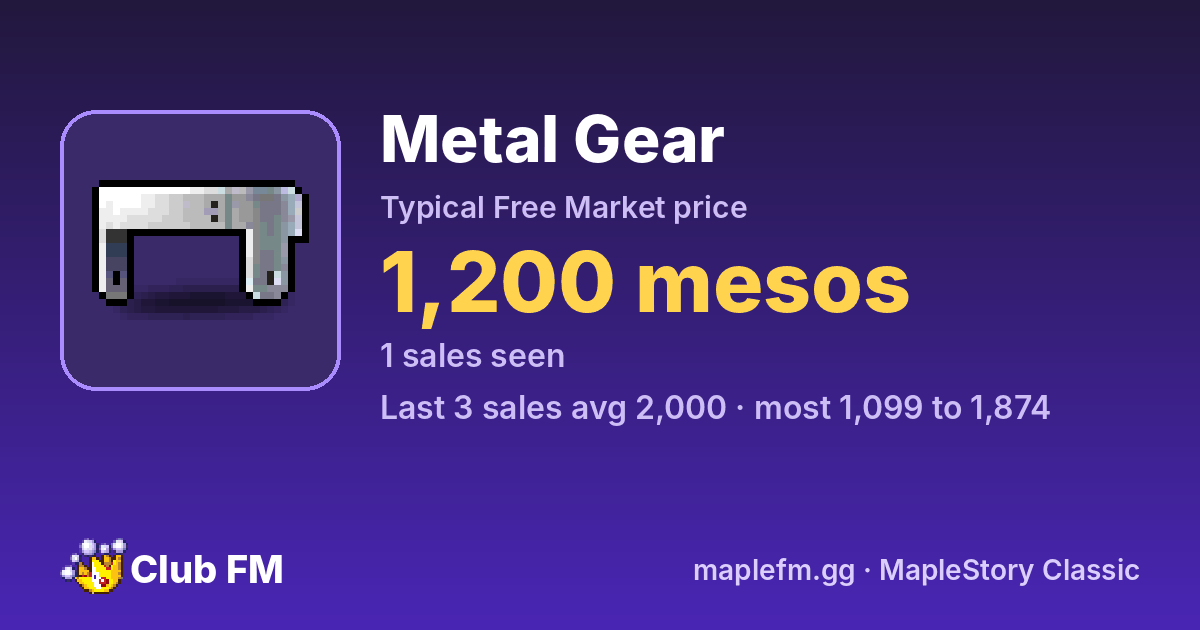 Metal Gear
Typical Free Market price
1,200 mesos
1 sales seen
Last 3 sales avg 2,000 · most 1,099 to 1,874
Club FM
maplefm.gg · MapleStory Classic